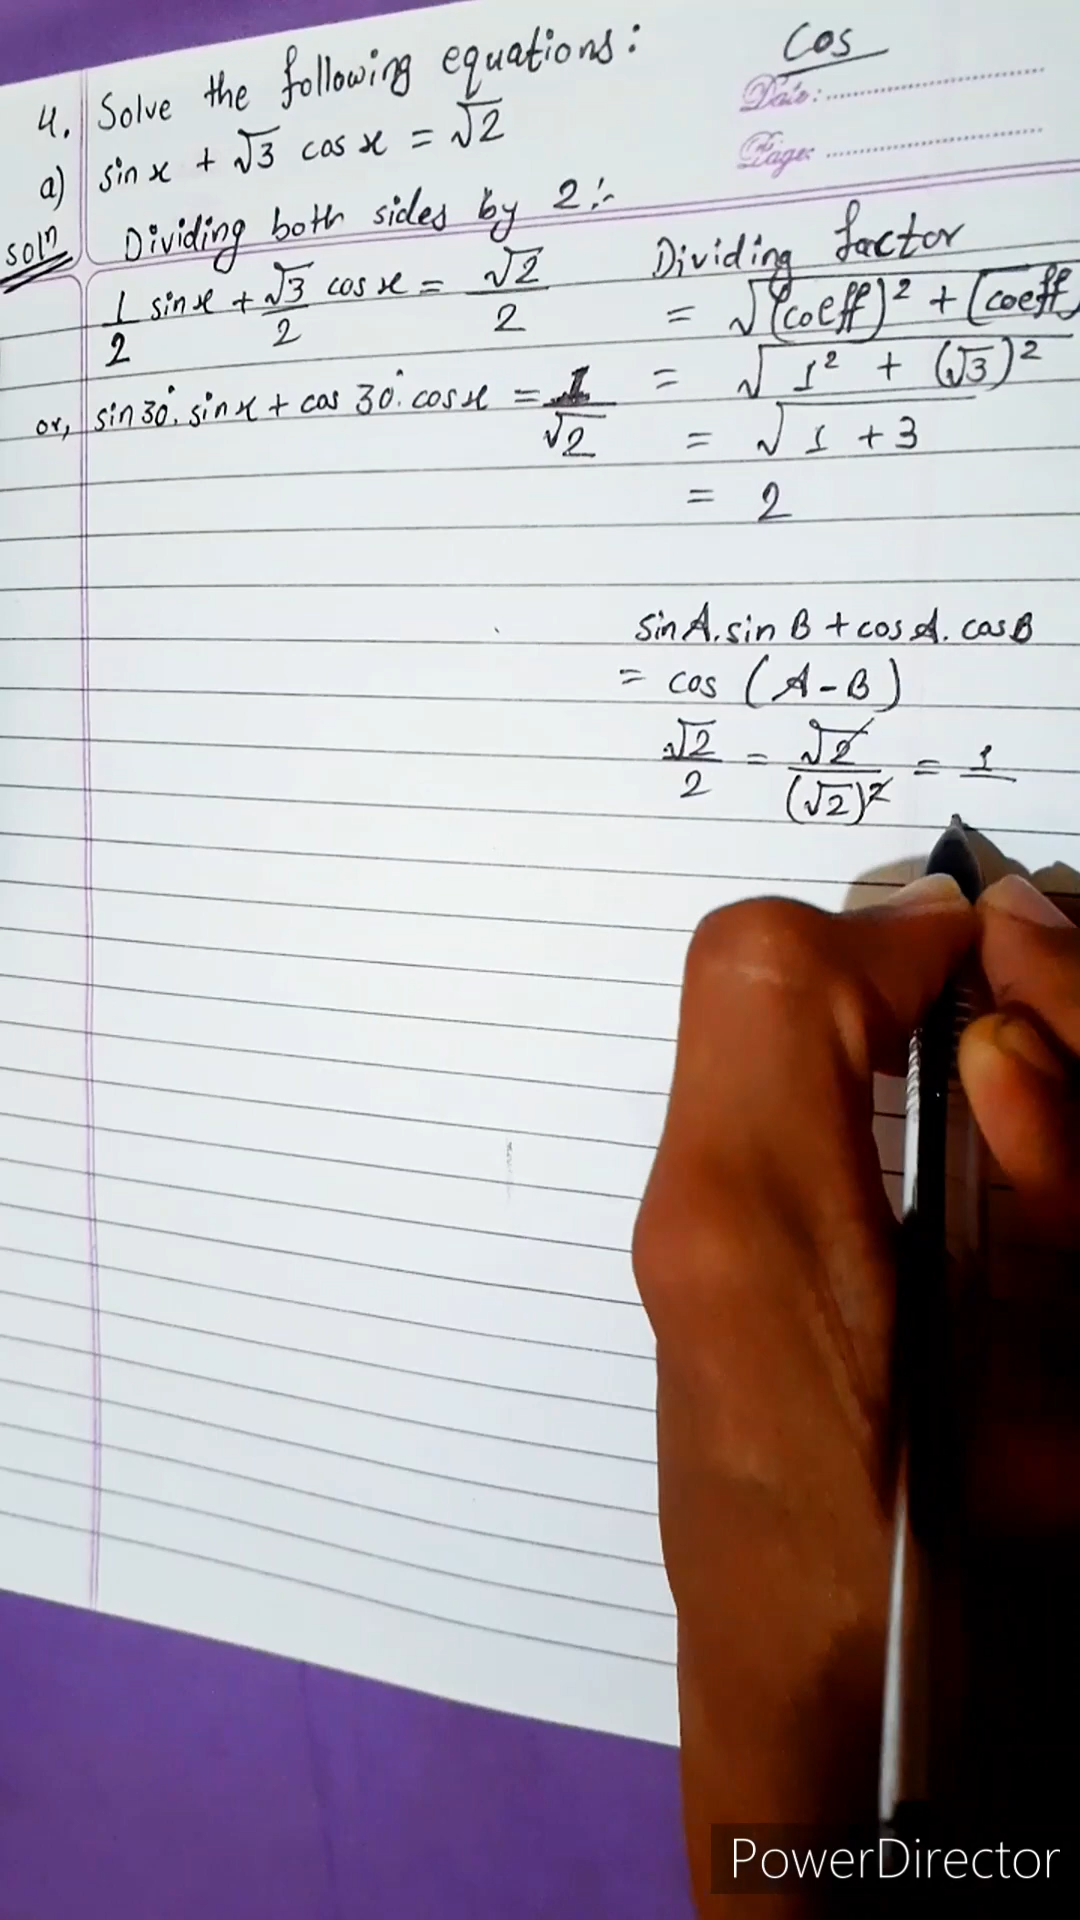 Cos
4. Solve the following equations:
Date:
a) sin x + √3 cos x = √2
Page:
solⁿ Dividing both sides by 2:-
1/2 sin x + √3/2 cos x = √2/2
or, sin 30°. sin x + cos 30°. cos x = 1/√2
Dividing factor
= √(coeff)² + (coeff)
= √1² + (√3)²
= √1 + 3
= 2
sin A. sin B + cos A. cos B
= cos (A - B)
√2/2 = √2/(√2)² = 1
PowerDirector